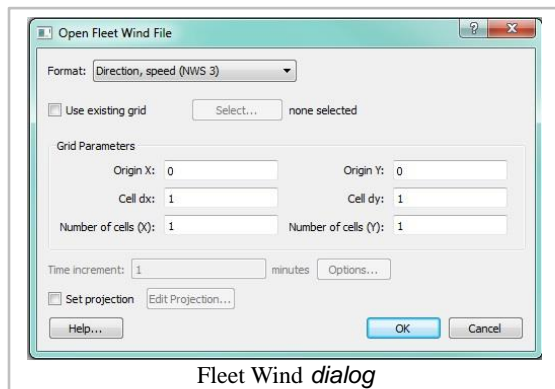 Open Fleet Wind File
Format: Direction, speed (NWS 3)
Use existing grid Select... none selected
Grid Parameters
Origin X: 0 Origin Y: 0
Cell dx: 1 Cell dy: 1
Number of cells (X): 1 Number of cells (Y): 1
Time increment: 1 minutes Options...
Set projection Edit Projection...
Help... OK Cancel
Fleet Wind dialog